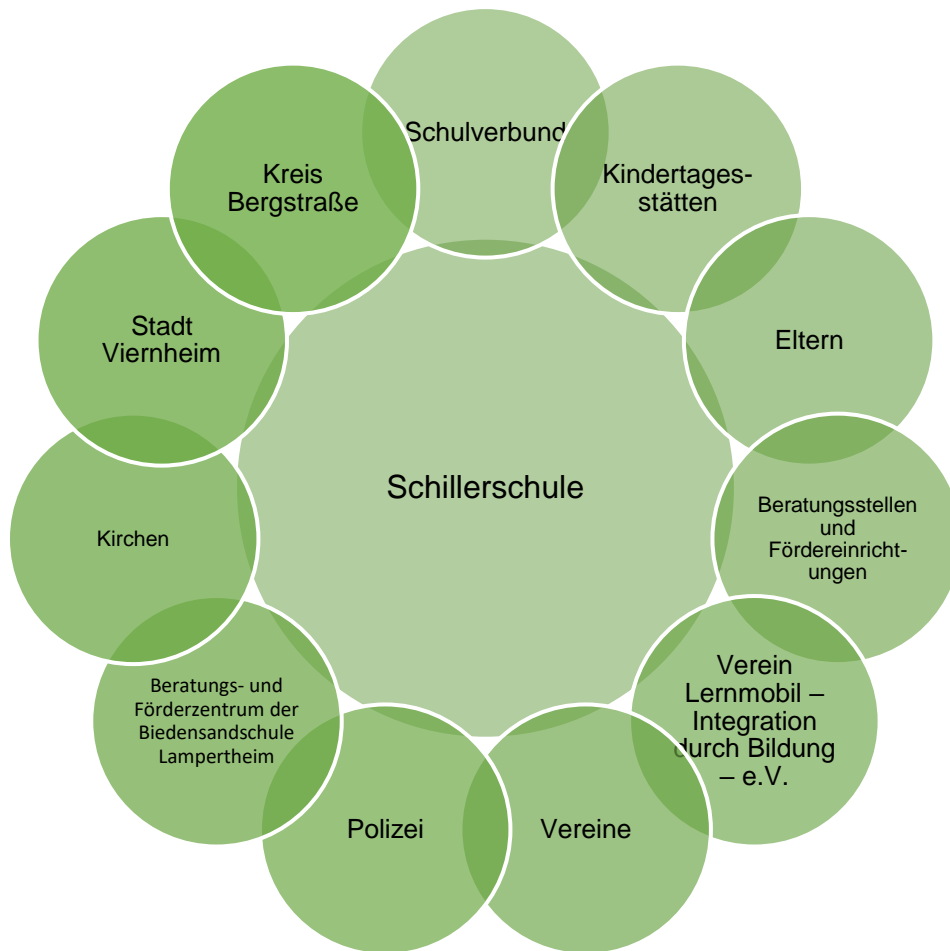 Schulverbund
Kindertages-
stätten
Eltern
Beratungsstellen
und
Fördereinricht-
ungen
Verein
Lernmobil –
Integration
durch Bildung
– e.V.
Vereine
Polizei
Beratungs- und
Förderzentrum der
Biedensandschule
Lampertheim
Kirchen
Stadt
Viernheim
Kreis
Bergstraße
Schillerschule